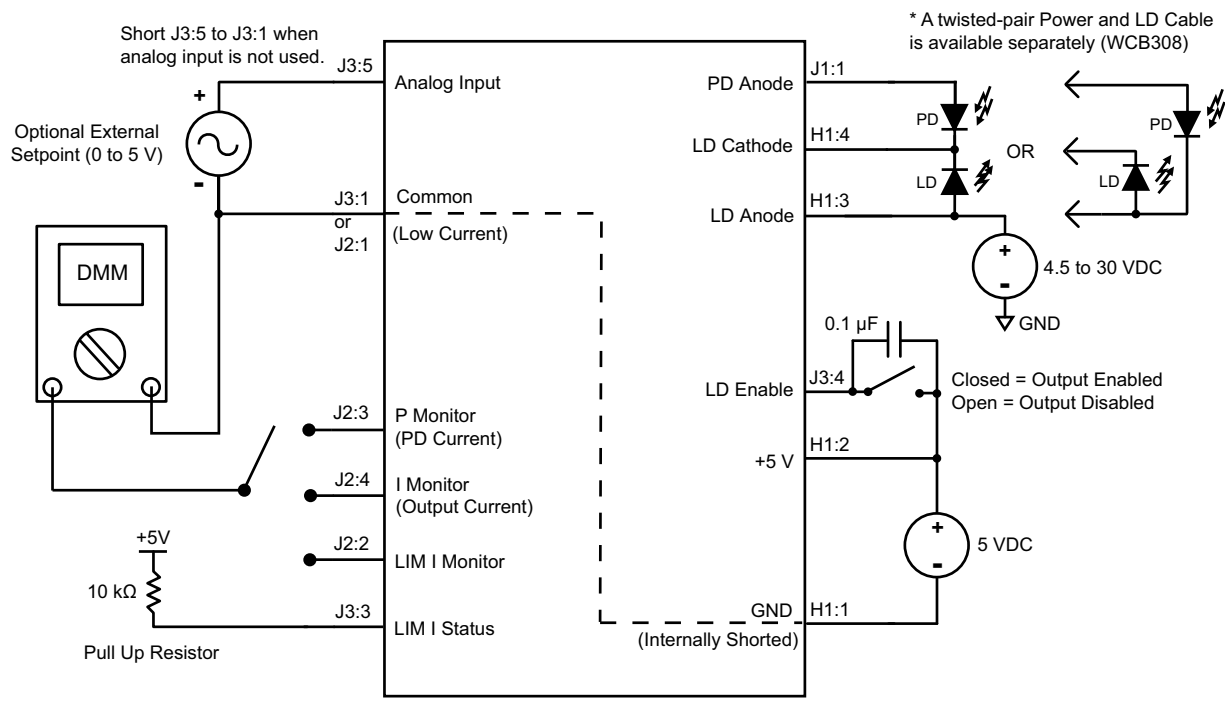 Short J3:5 to J3:1 when
analog input is not used.
* A twisted-pair Power and LD Cable
is available separately (WCB308)
J3:5
Analog Input
+
Optional External
Setpoint (0 to 5 V)
-
J3:1
or
J2:1
Common
(Low Current)
DMM
J2:3
P Monitor
(PD Current)
J2:4
I Monitor
(Output Current)
J2:2
LIM I Monitor
+5V
10 kΩ
J3:3
LIM I Status
Pull Up Resistor
PD Anode
J1:1
PD
LD Cathode
H1:4
LD
LD Anode
H1:3
OR
PD
LD
+
-
4.5 to 30 VDC
GND
0.1 µF
LD Enable
J3:4
Closed = Output Enabled
Open = Output Disabled
+5 V
H1:2
+
-
5 VDC
GND
H1:1
(Internally Shorted)